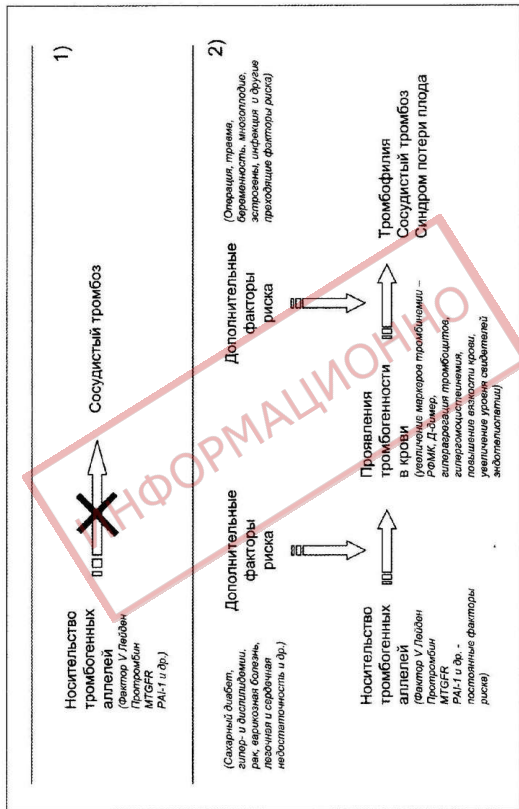 1)
Носительство
тромбогенных
аллелей
(Фактор V Лейден
Протромбин
MTGFR
PAI-1 и др.)
Сосудистый тромбоз
2)
(Сахарный диабет,
гипер- и дислипидемии,
рак, варикозная болезнь,
легочная и сердечная
недостаточность и др.)
Дополнительные
факторы
риска
Дополнительные
факторы
риска
(Операция, травма,
беременность, многоплодие,
эстрогены, инфекция и другие
преходящие факторы риска)
Носительство
тромбогенных
аллелей
(Фактор V Лейден
Протромбин
MTGFR
PAI-1 и др. -
постоянные факторы
риска)
Проявления
тромбогенности
в крови
(увеличение маркеров тромбинемии –
РФМК, Д-димер,
гиперагрегация тромбоцитов,
гипергомоцистеинемия,
повышение вязкости крови,
увеличение уровня свидетелей
эндотелиопатии)
Тромбофилия
Сосудистый тромбоз
Синдром потери плода
ИНФОРМАЦИОННО